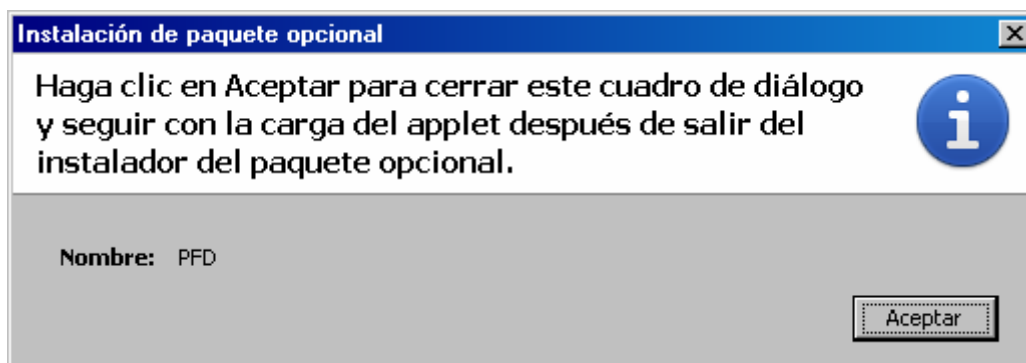 Instalación de paquete opcional
Haga clic en Aceptar para cerrar este cuadro de diálogo
y seguir con la carga del applet después de salir del
instalador del paquete opcional.
Nombre: PFD
Aceptar